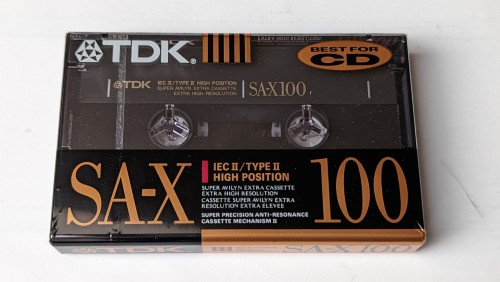 TDK®
BEST FOR
CD
TDK IEC II/TYPE II HIGH POSITION
SUPER AVILYN EXTRA CASSETTE
EXTRA HIGH RESOLUTION
SA-X100
SA-X
IEC II/TYPE II
HIGH POSITION
SUPER AVILYN EXTRA CASSETTE
EXTRA HIGH RESOLUTION
CASSETTE SUPER AVILYN EXTRA
RESOLUTION EXTRA ELEVEE
SUPER PRECISION ANTI-RESONANCE
CASSETTE MECHANISM II
100
TDK
SA-X 100